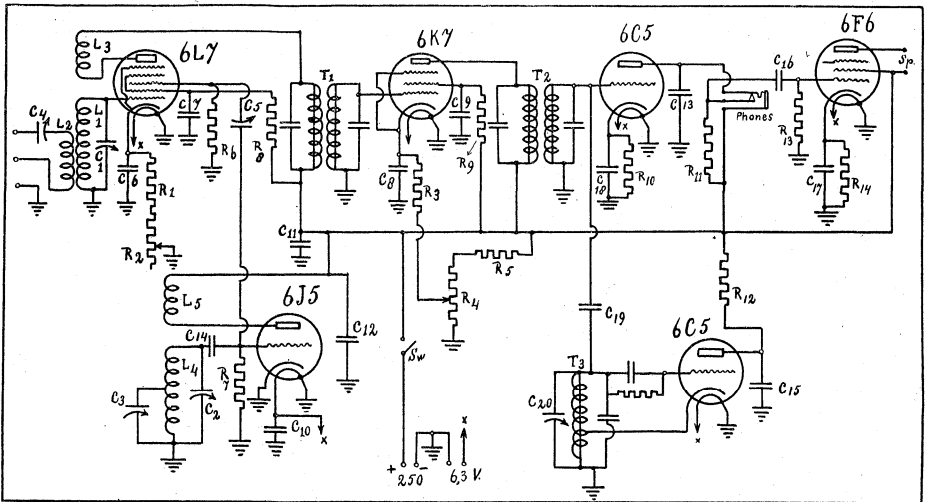 6L7
6K7
6C5
6F6
L3
T1
T2
C16
Sp.
C4
L2
L1
C1
C7
C5
R8
C9
R9
C13
Phones
R6
x
C6
R1
C8
R3
x
C18
R10
x
R11
R13
x
C17
R14
R2
C11
R5
R4
R12
L5
6J5
C12
C19
6C5
C14
L4
R7
Sw
T3
C3
C2
C10
x
x
C20
x
C15
+
250
-
6,3 V.